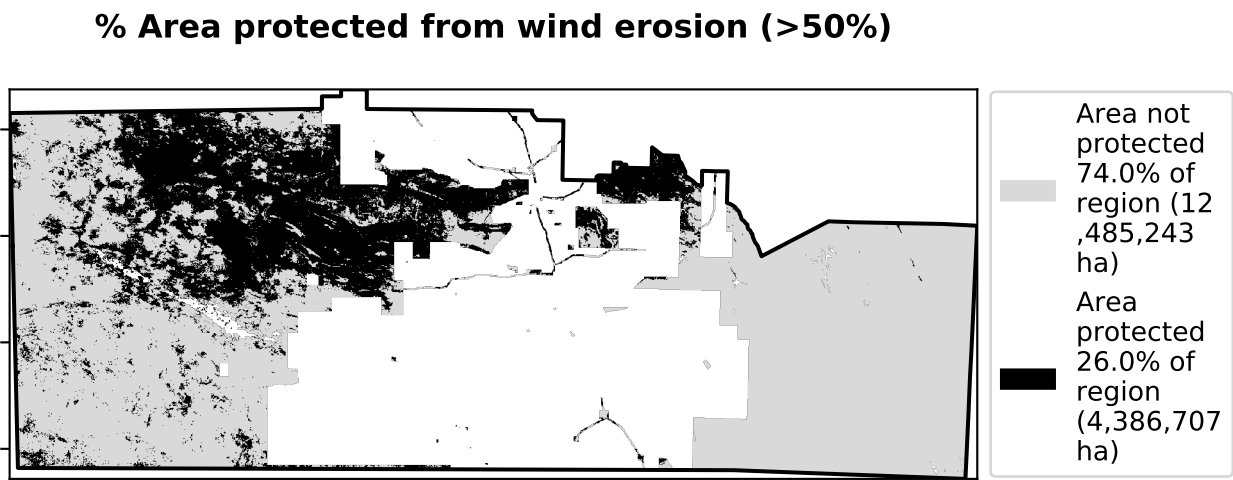 % Area protected from wind erosion (>50%)
Area not
protected
74.0% of
region (12
,485,243
ha)
Area
protected
26.0% of
region
(4,386,707
ha)